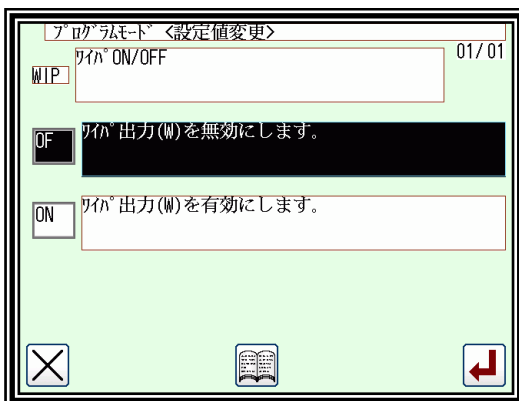 ﾌﾟﾛｸﾞﾗﾑﾓｰﾄﾞ <設定値変更>
01/01
WIP
ﾜｲﾊﾟON/OFF
OF
ﾜｲﾊﾟ出力(W)を無効にします。
ON
ﾜｲﾊﾟ出力(W)を有効にします。